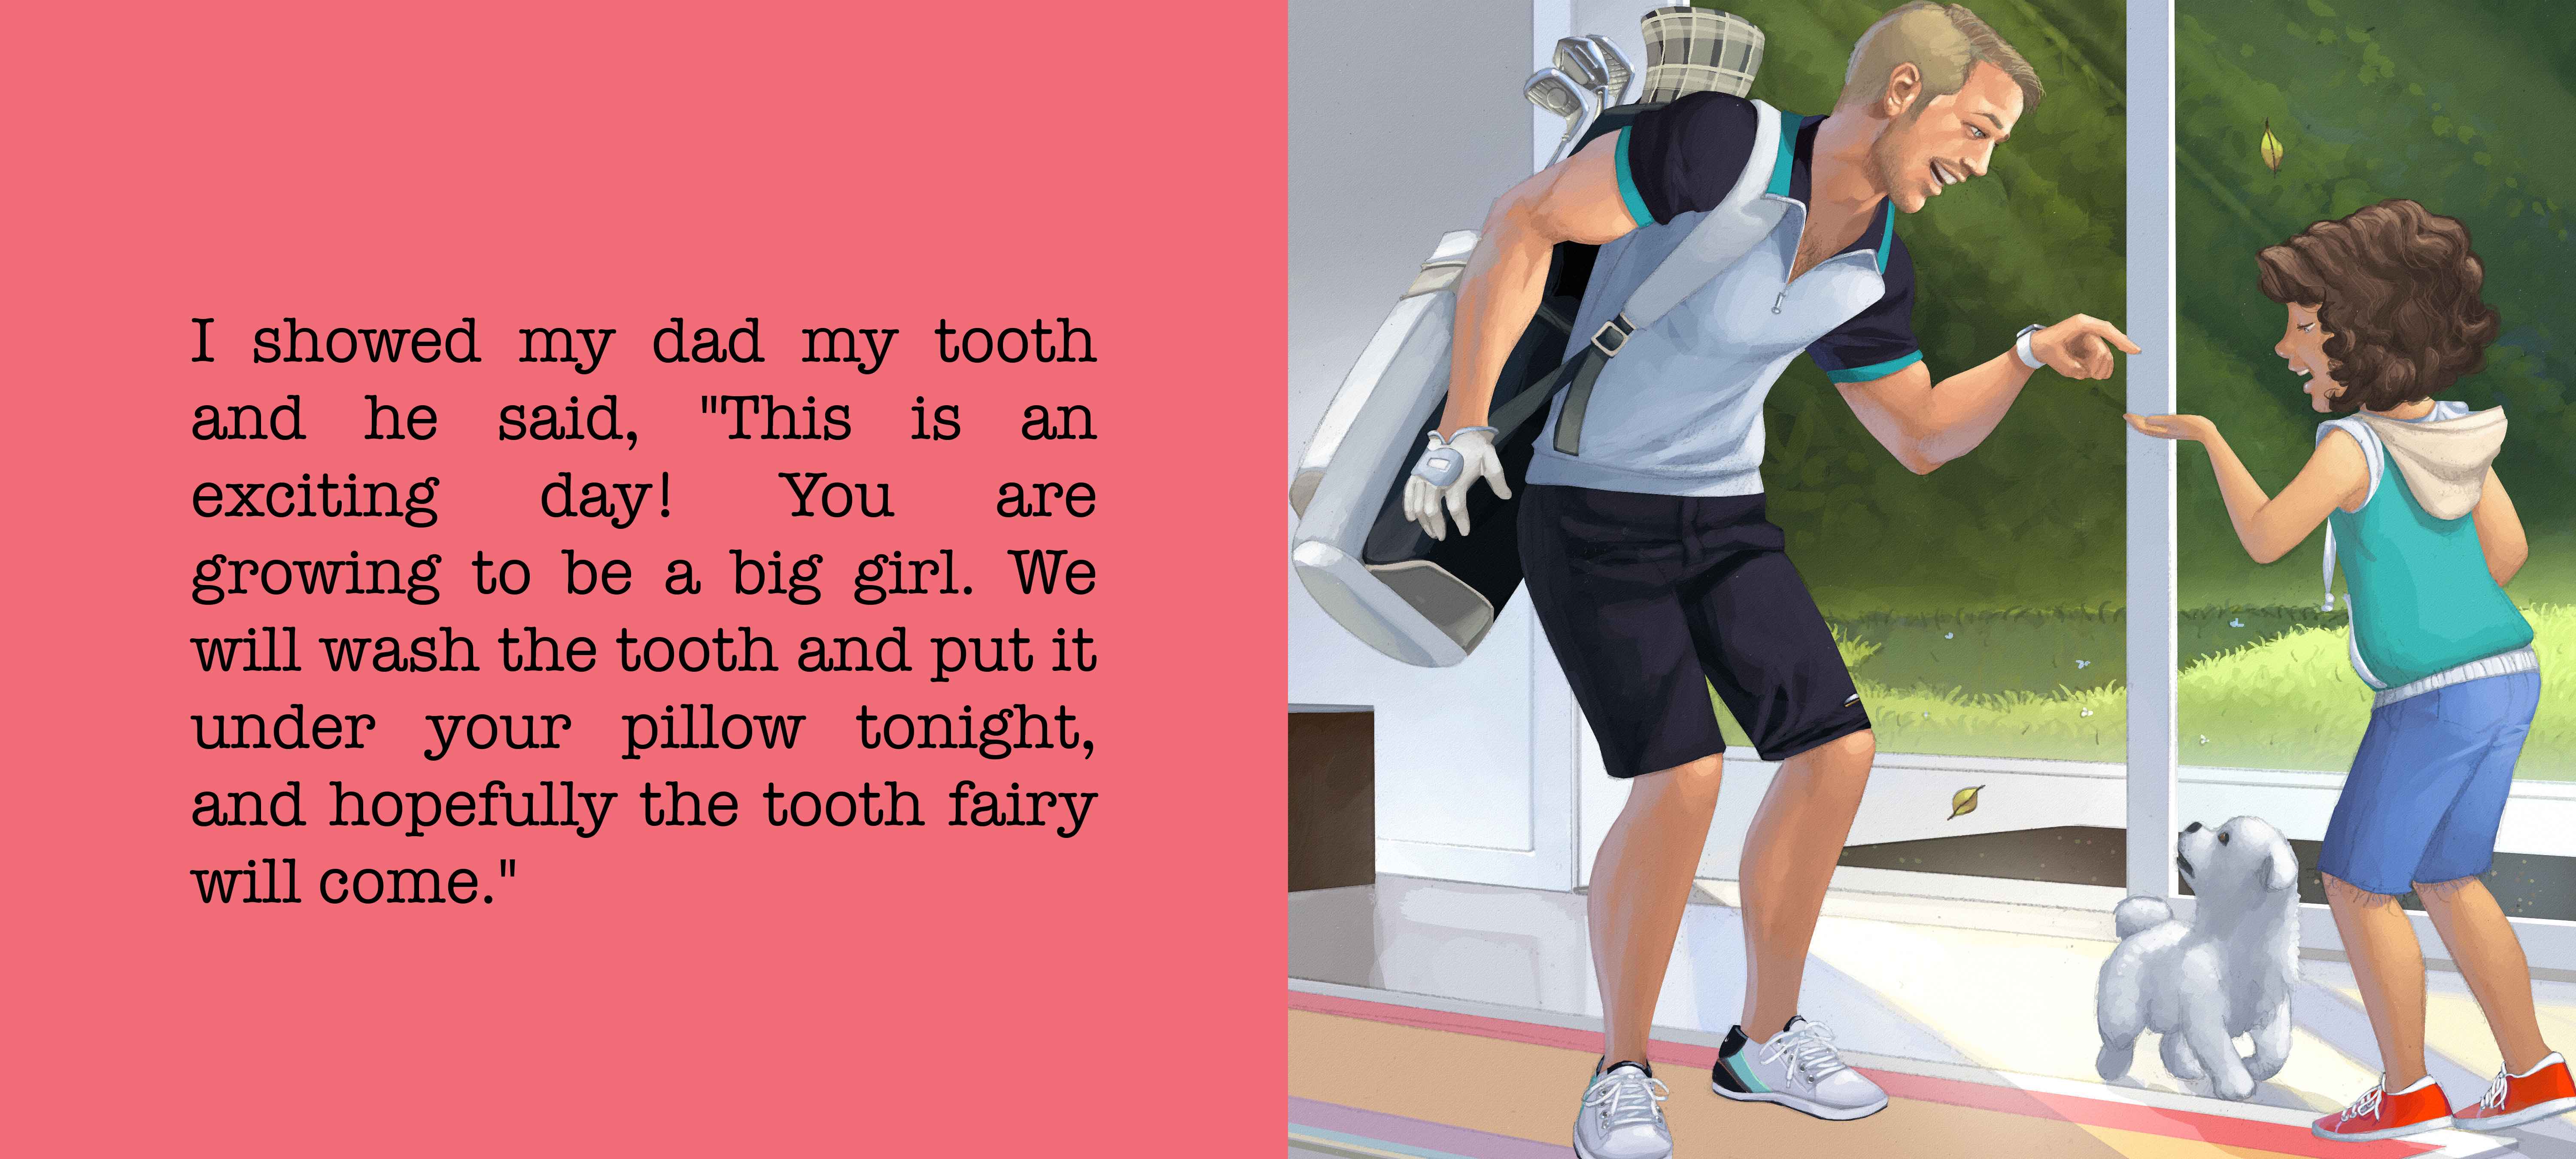 I showed my dad my tooth
and he said, "This is an
exciting day! You are
growing to be a big girl. We
will wash the tooth and put it
under your pillow tonight,
and hopefully the tooth fairy
will come."